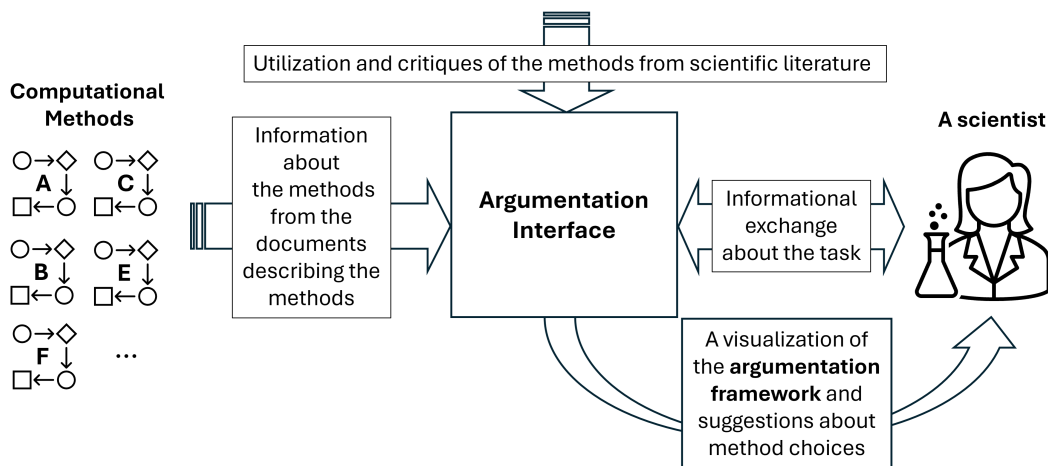 Utilization and critiques of the methods from scientific literature
Computational
Methods
A
C
B
E
F
...
Information
about
the methods
from the
documents
describing the
methods
Argumentation
Interface
Informational
exchange
about the task
A scientist
A visualization of
the argumentation
framework and
suggestions about
method choices